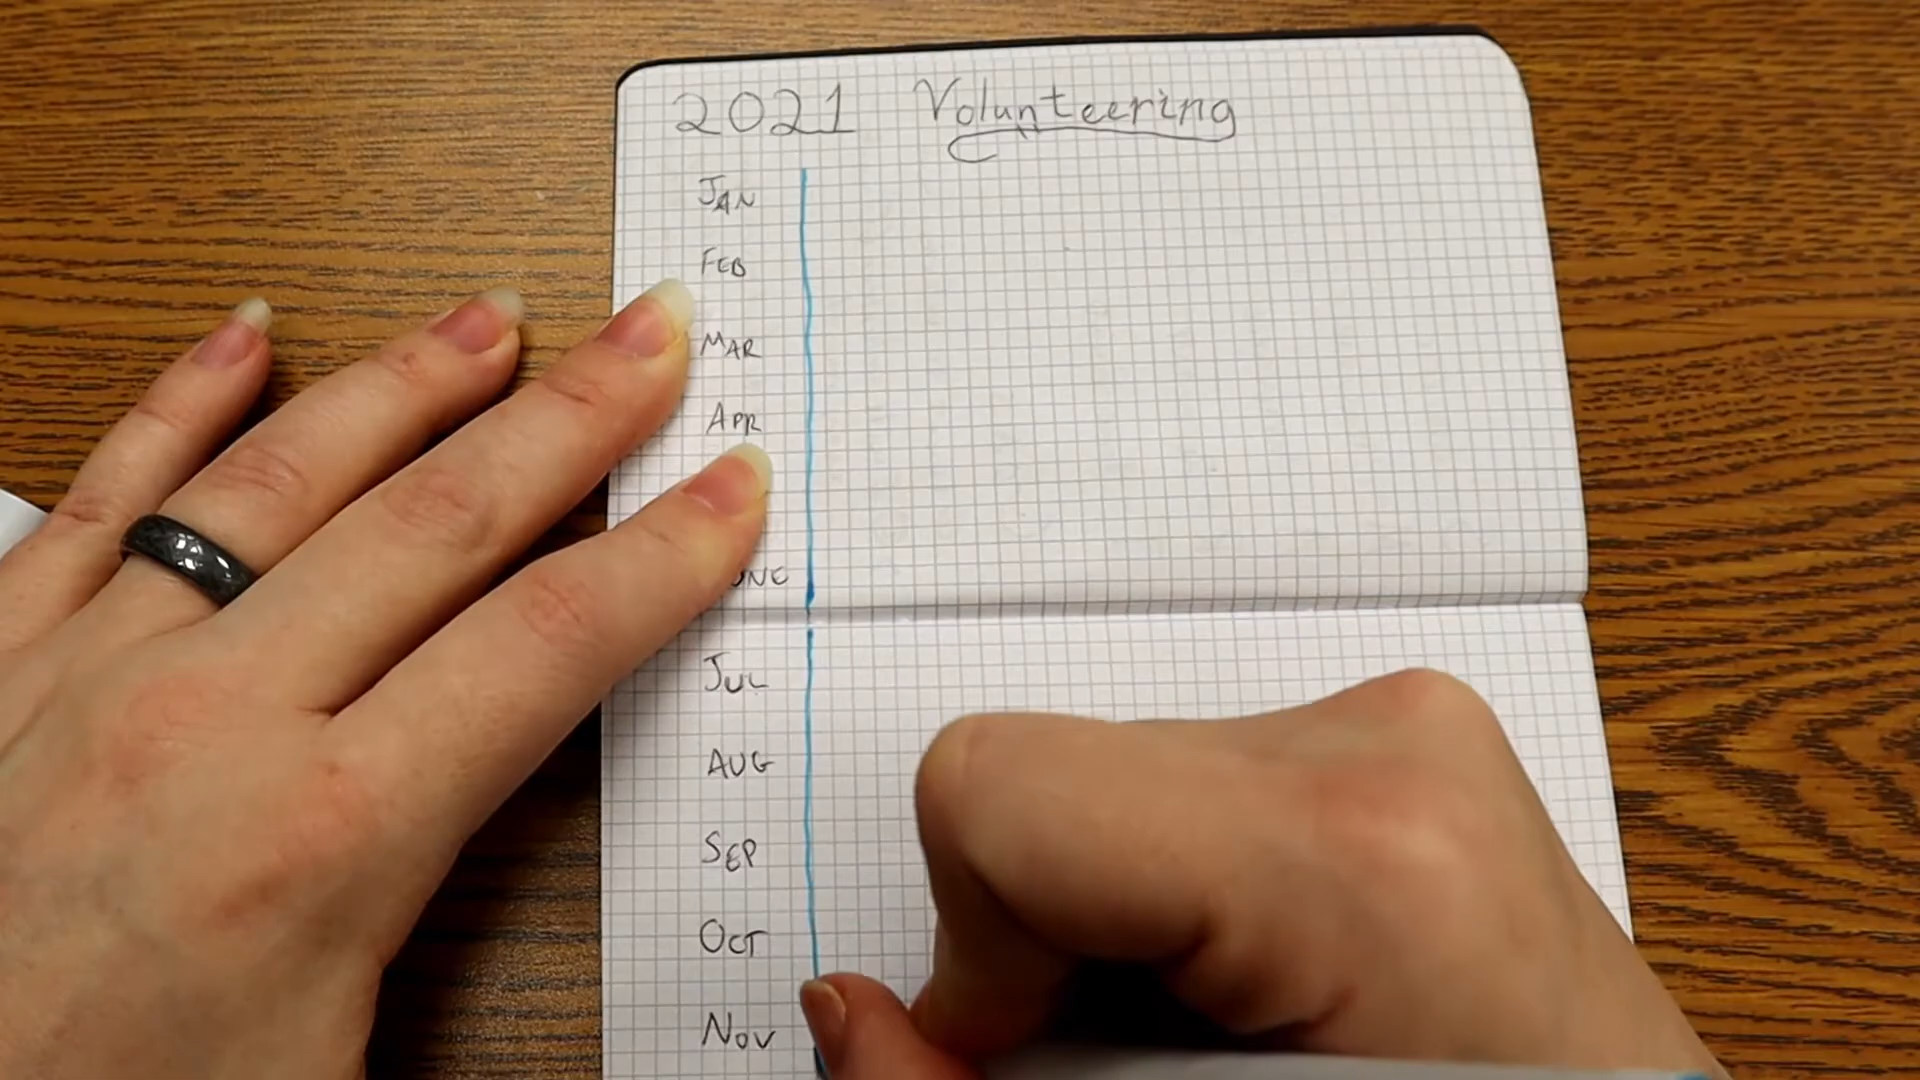 2021 Volunteering
JAN
FEB
MAR
APR
JUL
AUG
SEP
OCT
NOV